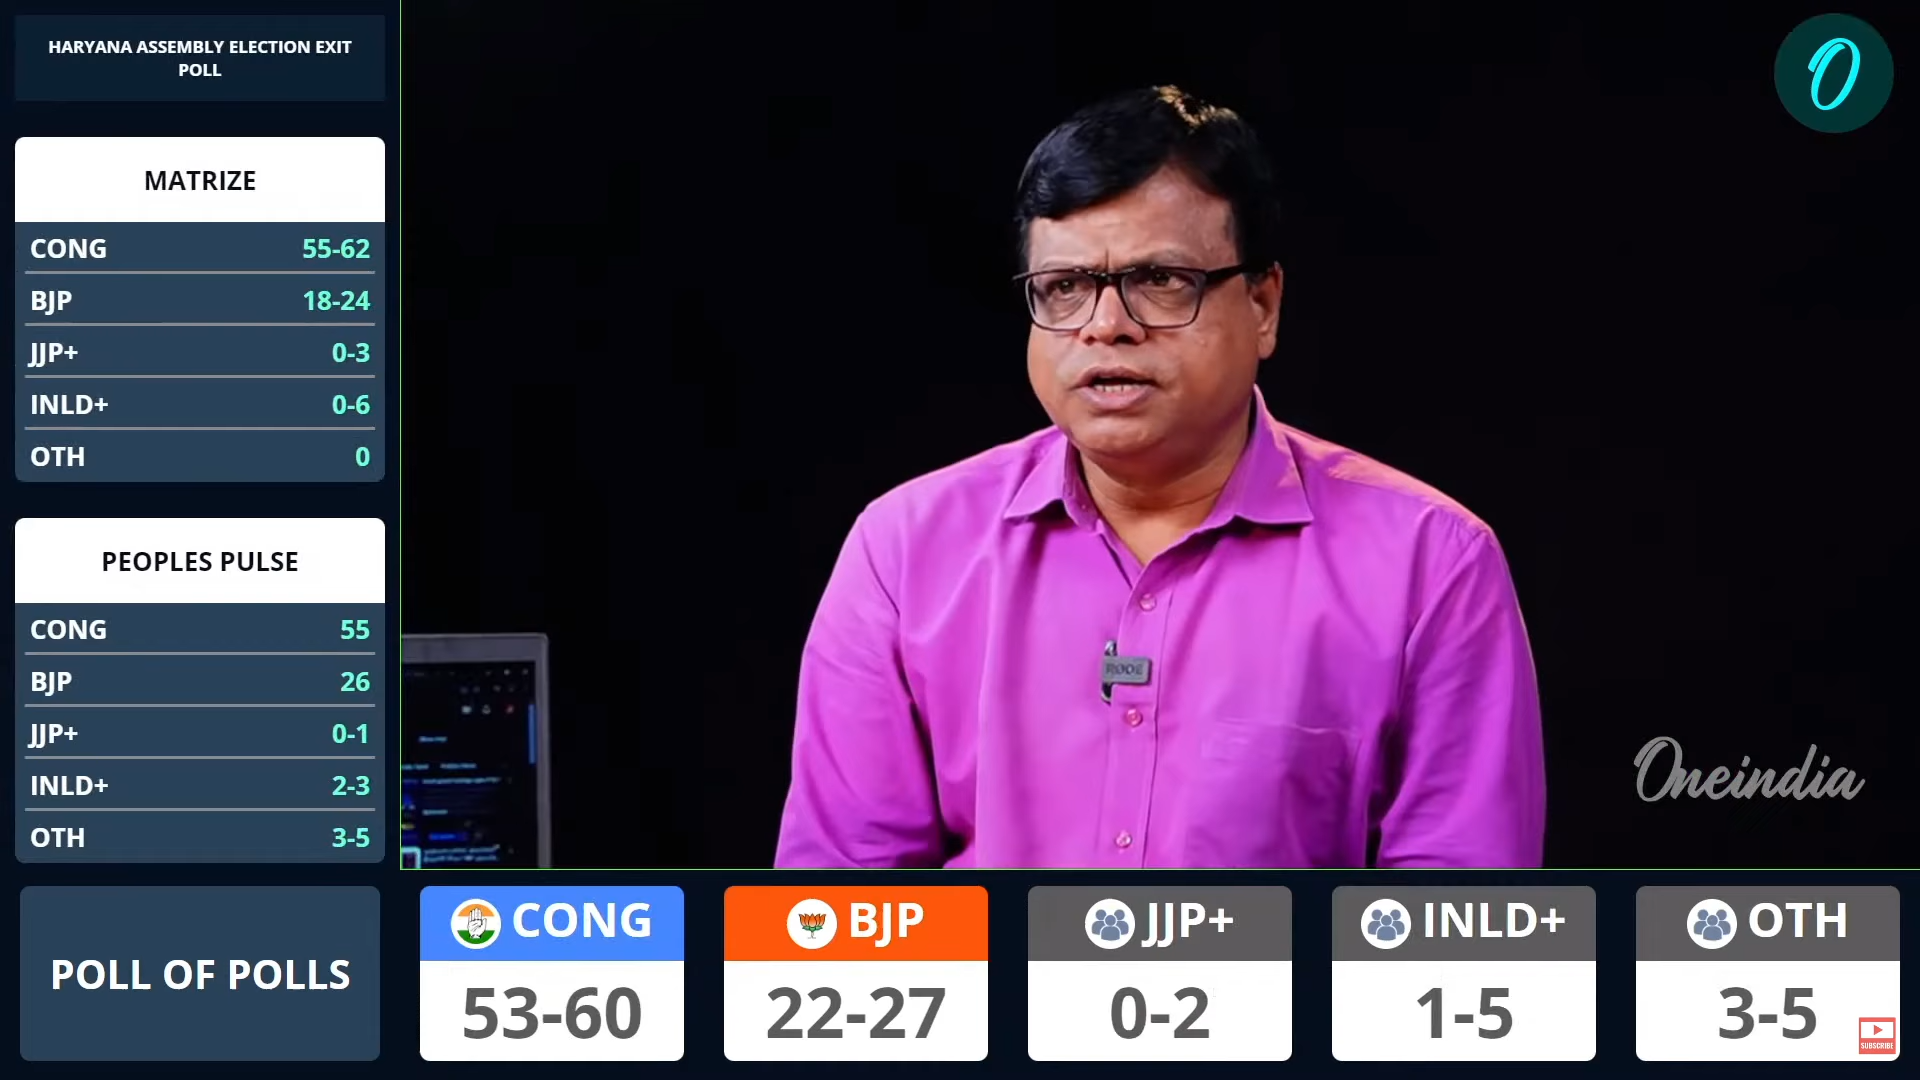 HARYANA ASSEMBLY ELECTION EXIT
POLL
MATRIZE
CONG 55-62
BJP 18-24
JJP+ 0-3
INLD+ 0-6
OTH 0
PEOPLES PULSE
CONG 55
BJP 26
JJP+ 0-1
INLD+ 2-3
OTH 3-5
O
RODE
Oneindia
POLL OF POLLS
CONG
53-60
BJP
22-27
JJP+
0-2
INLD+
1-5
OTH
3-5
SUBSCRIBE